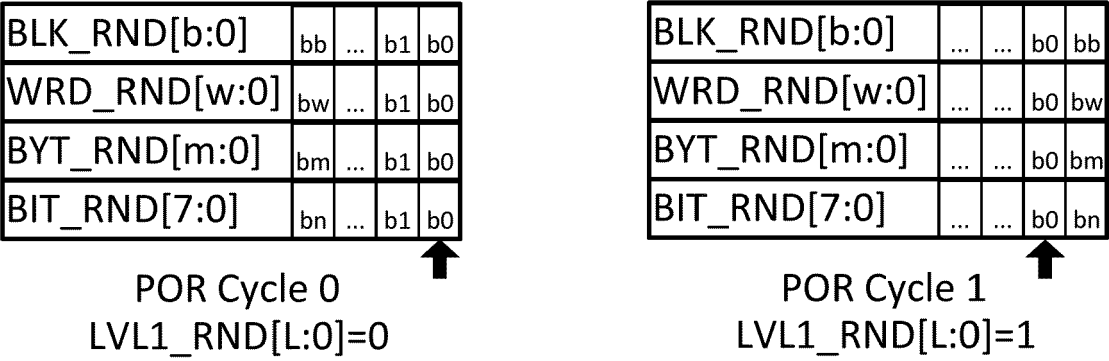 BLK_RND[b:0] bb ... b1 b0
WRD_RND[w:0] bw ... b1 b0
BYT_RND[m:0] bm ... b1 b0
BIT_RND[7:0] bn ... b1 b0
POR Cycle 0
LVL1_RND[L:0]=0
BLK_RND[b:0] ... ... b0 bb
WRD_RND[w:0] ... ... b0 bw
BYT_RND[m:0] ... ... b0 bm
BIT_RND[7:0] ... ... b0 bn
POR Cycle 1
LVL1_RND[L:0]=1